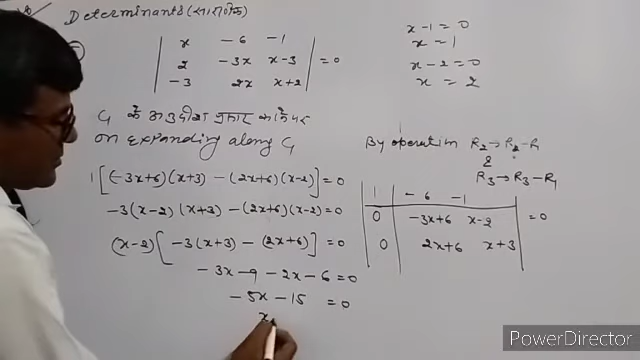 Determinants (सारणिक)
| x -6 -1 |
| 2 -3x x-3 | = 0
| -3 2x x+2 |
C₁ के अनुदिश प्रसार करने पर
on expanding along C₁
1[(-3x+6)(x+3) - (2x+6)(x-2)] = 0
-3(x-2)(x+3) - (2x+6)(x-2) = 0
(x-2)[-3(x+3) - (2x+6)] = 0
-3x-9-2x-6=0
-5x-15 = 0
x
x-1=0
x=1
x-2=0
x=2
By operation R₂→R₂-R₁
&
R₃→R₃-R₁
| 1 -6 -1 |
| 0 -3x+6 x-2 | = 0
| 0 2x+6 x+3 |
Made with
PowerDirector